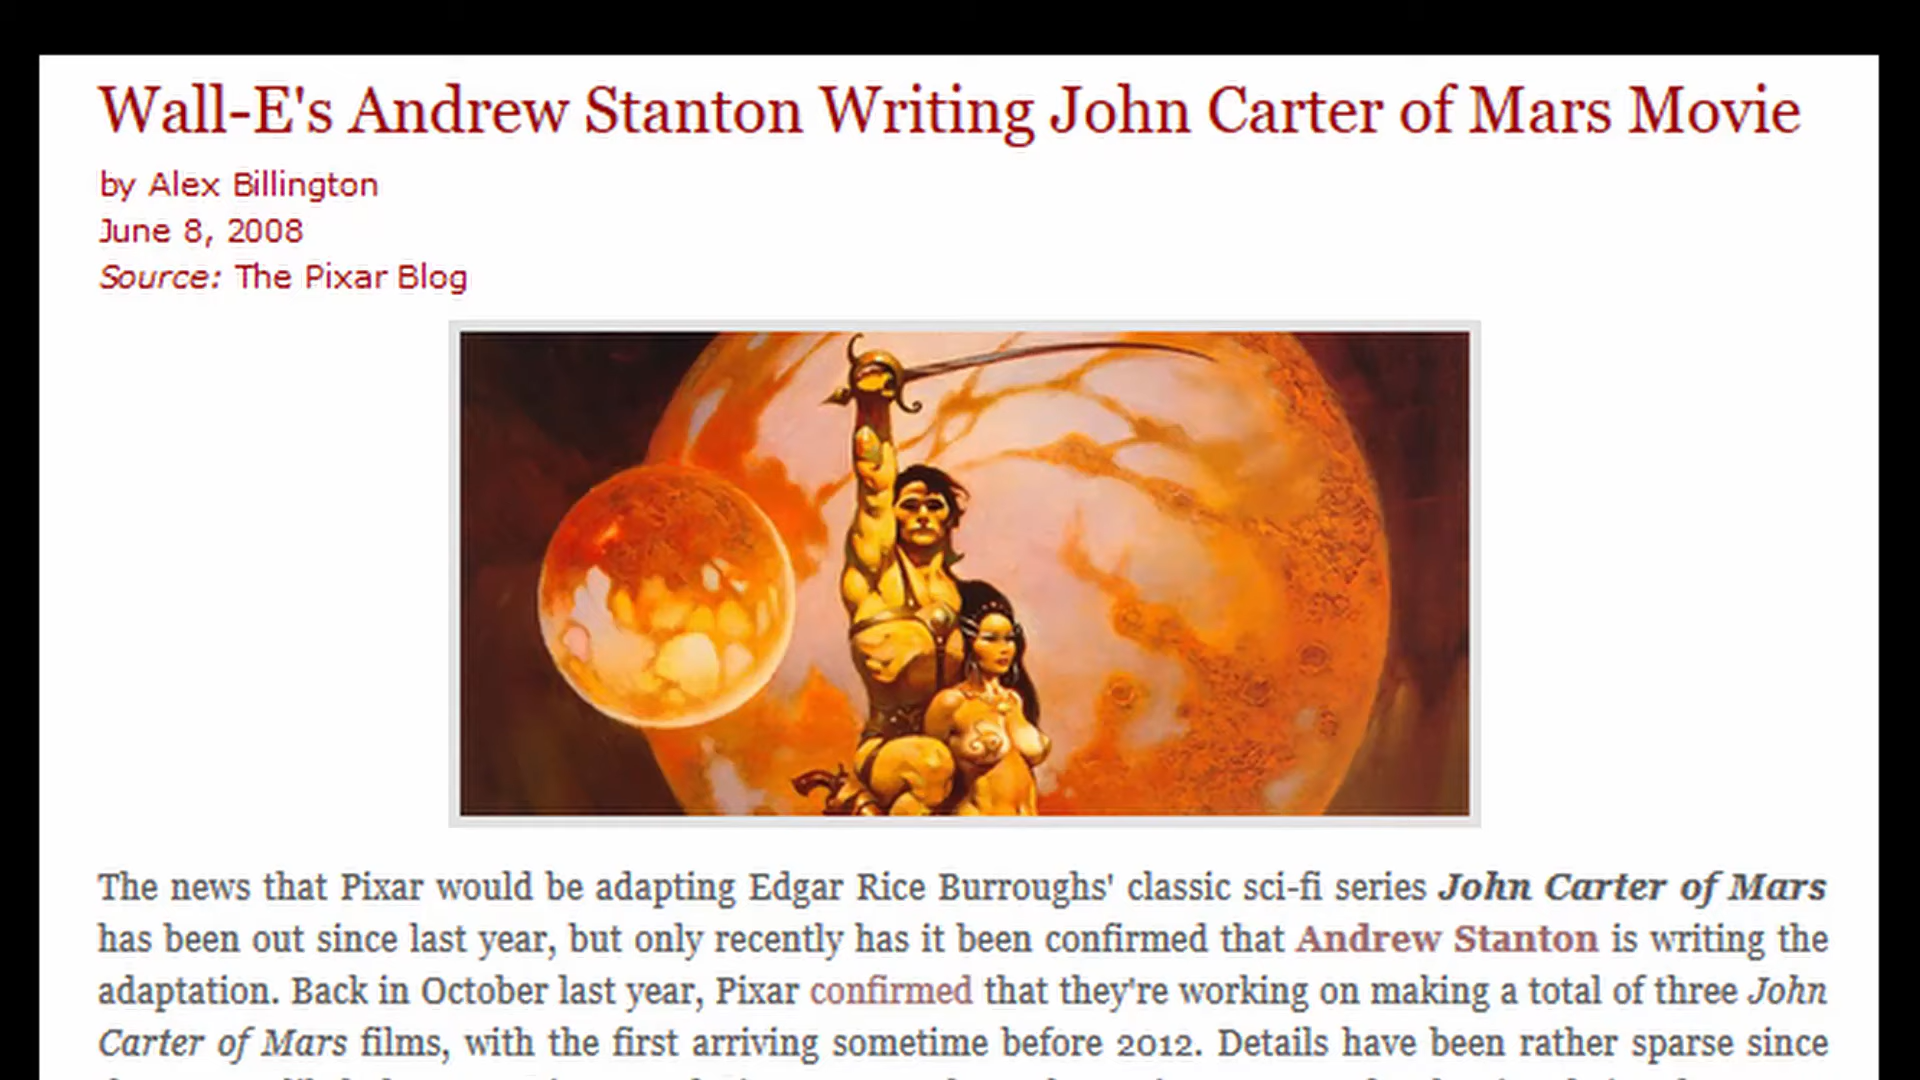 Wall-E's Andrew Stanton Writing John Carter of Mars Movie
by Alex Billington
June 8, 2008
Source: The Pixar Blog
The news that Pixar would be adapting Edgar Rice Burroughs' classic sci-fi series John Carter of Mars
has been out since last year, but only recently has it been confirmed that Andrew Stanton is writing the
adaptation. Back in October last year, Pixar confirmed that they're working on making a total of three John
Carter of Mars films, with the first arriving sometime before 2012. Details have been rather sparse since